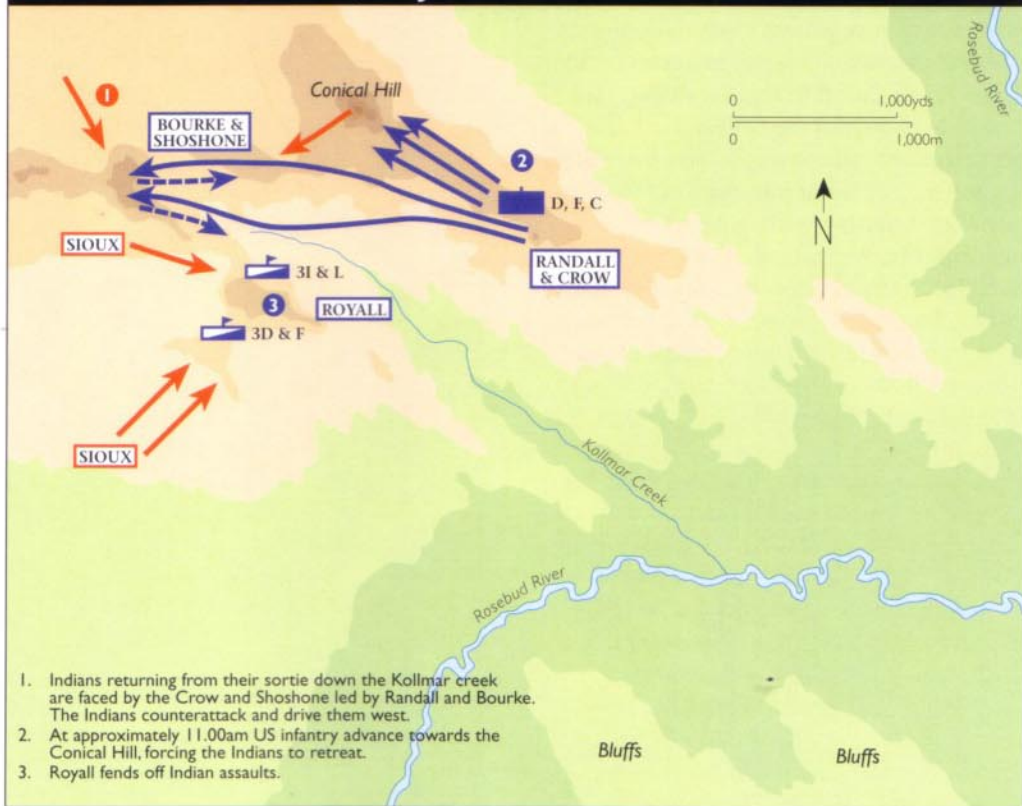 Rosebud River
Conical Hill
1
BOURKE &
SHOSHONE
0 1,000yds
0 1,000m
2
D, F, C
N
SIOUX
RANDALL
& CROW
3I & L
3
ROYALL
3D & F
SIOUX
Kollmar Creek
Rosebud River
1. Indians returning from their sortie down the Kollmar creek
are faced by the Crow and Shoshone led by Randall and Bourke.
The Indians counterattack and drive them west.
2. At approximately 11.00am US infantry advance towards the
Conical Hill, forcing the Indians to retreat.
3. Royall fends off Indian assaults.
Bluffs
Bluffs